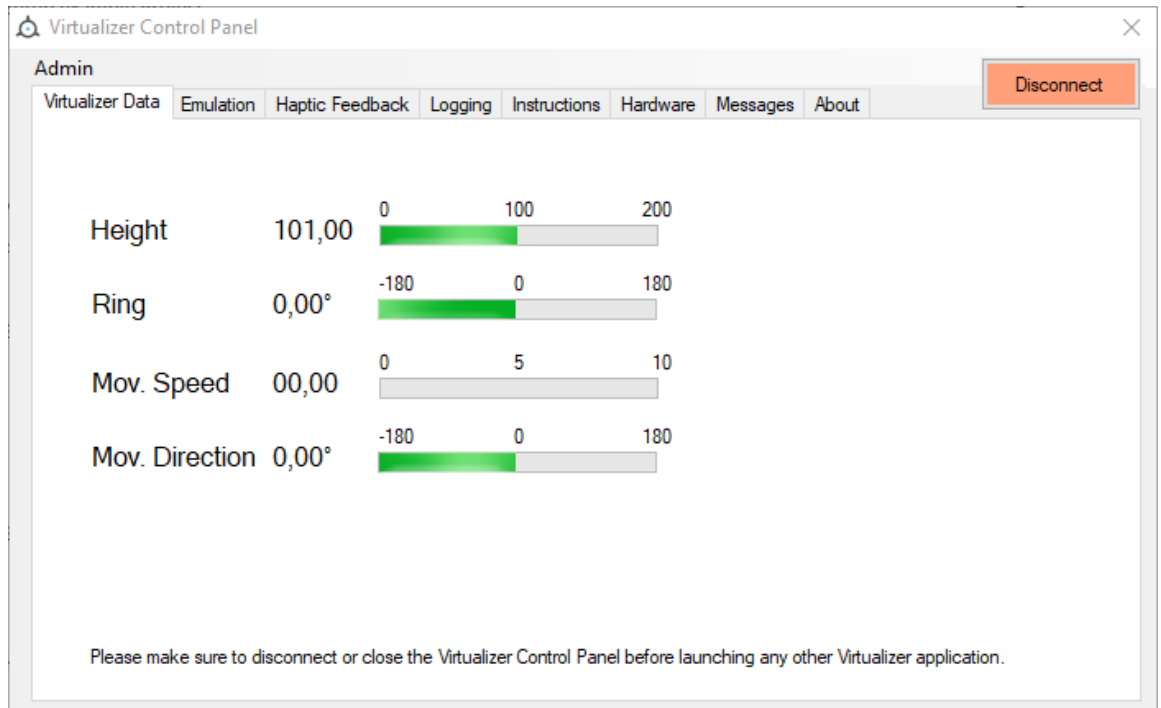 Virtualizer Control Panel
Admin
Disconnect
Virtualizer Data Emulation Haptic Feedback Logging Instructions Hardware Messages About
0 100 200
Height 101,00
-180 0 180
Ring 0,00°
0 5 10
Mov. Speed 00,00
-180 0 180
Mov. Direction 0,00°
Please make sure to disconnect or close the Virtualizer Control Panel before launching any other Virtualizer application.